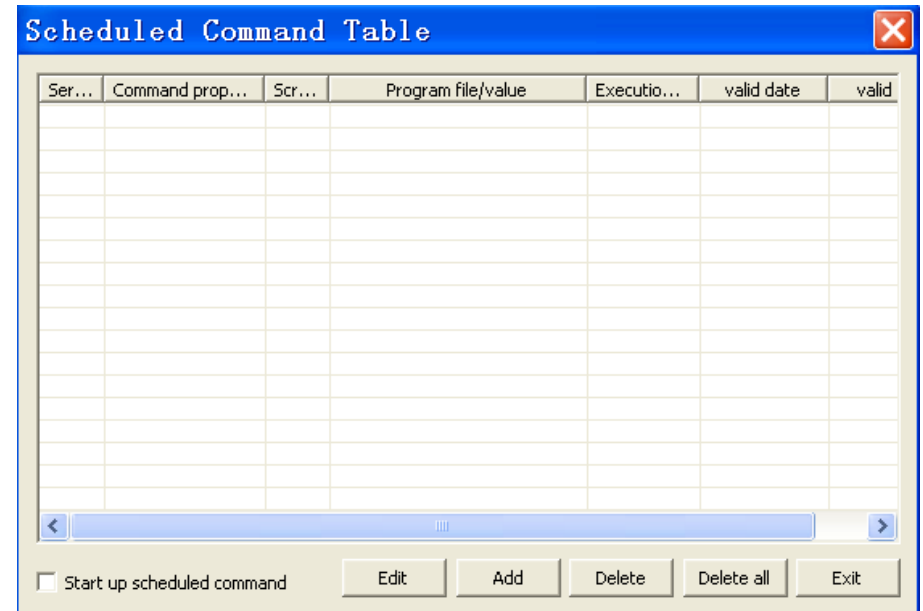 Scheduled Command Table
Ser... Command prop... Scr... Program file/value Executio... valid date valid
Start up scheduled command Edit Add Delete Delete all Exit